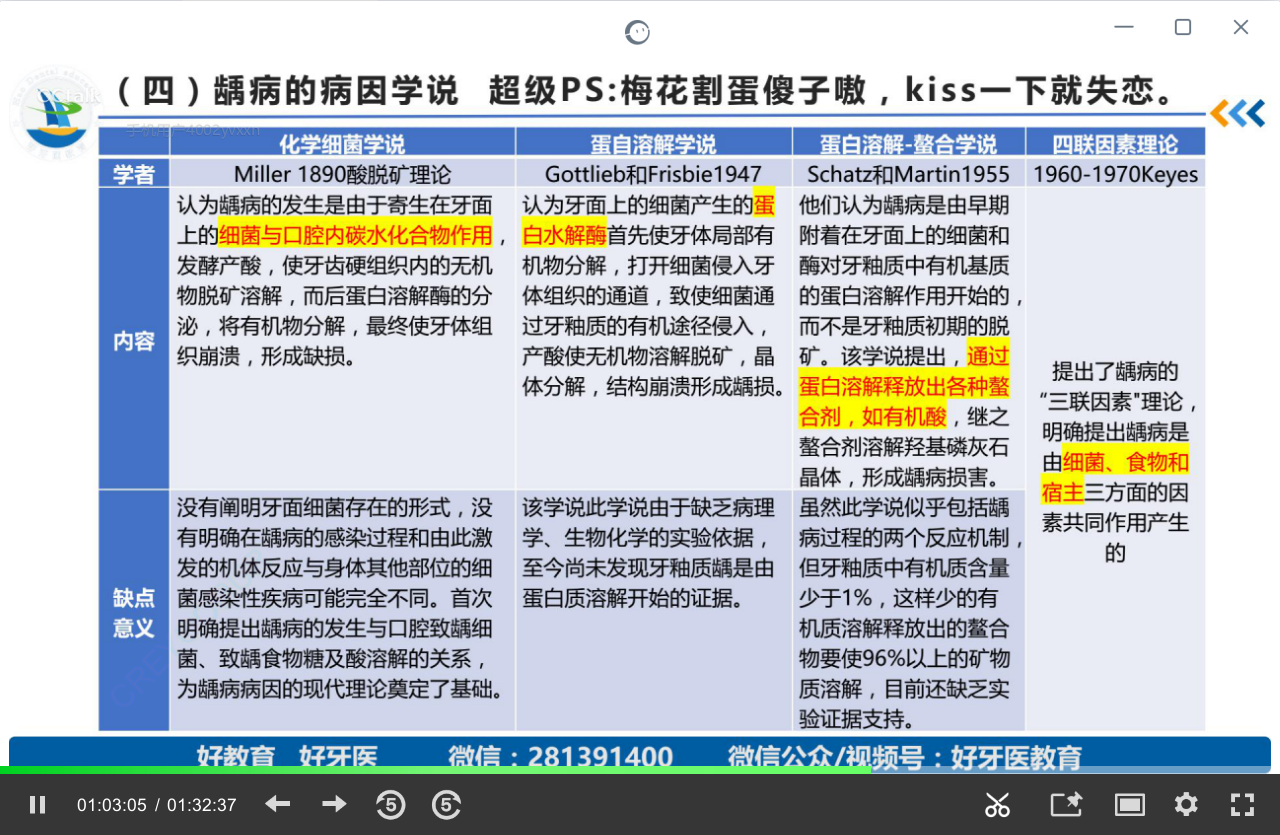 （四）龋病的病因学说 超级PS:梅花割蛋傻子嗷，kiss一下就失恋。
化学细菌学说
蛋自溶解学说
蛋白溶解-螯合学说
四联因素理论
学者
Miller 1890酸脱矿理论
Gottlieb和Frisbie1947
Schatz和Martin1955
1960-1970Keyes
内容
认为龋病的发生是由于寄生在牙面
上的细菌与口腔内碳水化合物作用，
发酵产酸，使牙齿硬组织内的无机
物脱矿溶解，而后蛋白溶解酶的分
泌，将有机物分解，最终使牙体组
织崩溃，形成缺损。
认为牙面上的细菌产生的蛋
白水解酶首先使牙体局部有
机物分解，打开细菌侵入牙
体组织的通道，致使细菌通
过牙釉质的有机途径侵入，
产酸使无机物溶解脱矿，晶
体分解，结构崩溃形成龋损。
他们认为龋病是由早期
附着在牙面上的细菌和
酶对牙釉质中有机基质
的蛋白溶解作用开始的，
而不是牙釉质初期的脱
矿。该学说提出，通过
蛋白溶解释放出各种螯
合剂，如有机酸，继之
螯合剂溶解羟基磷灰石
晶体，形成龋病损害。
提出了龋病的
“三联因素"理论，
明确提出龋病是
由细菌、食物和
宿主三方面的因
素共同作用产生
的
缺点
意义
没有阐明牙面细菌存在的形式，没
有明确在龋病的感染过程和由此激
发的机体反应与身体其他部位的细
菌感染性疾病可能完全不同。首次
明确提出龋病的发生与口腔致龋细
菌、致龋食物糖及酸溶解的关系，
为龋病病因的现代理论奠定了基础。
该学说此学说由于缺乏病理
学、生物化学的实验依据，
至今尚未发现牙釉质龋是由
蛋白质溶解开始的证据。
虽然此学说似乎包括龋
病过程的两个反应机制，
但牙釉质中有机质含量
少于1%，这样少的有
机质溶解释放出的螯合
物要使96%以上的矿物
质溶解，目前还缺乏实
验证据支持。
好教育 好牙医 微信：281391400 微信公众/视频号：好牙医教育
01:03:05 / 01:32:37
5
5